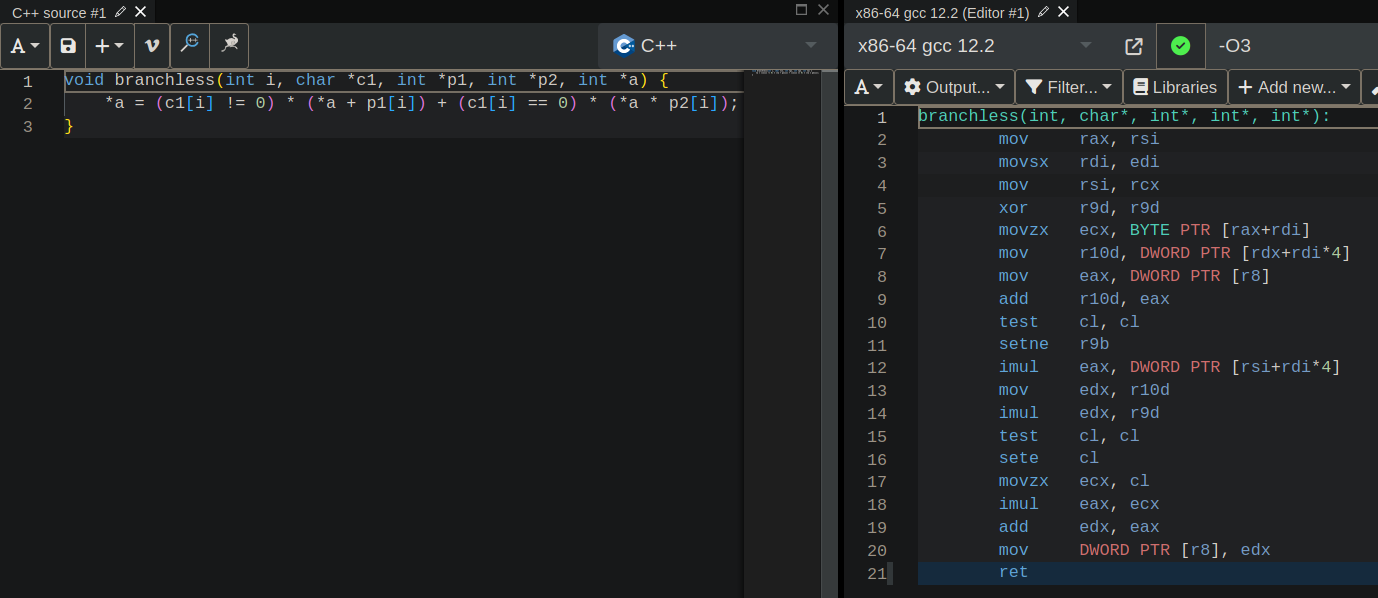 C++ source #1
A
+
v
C++
1 void branchless(int i, char *c1, int *p1, int *p2, int *a) {
2     *a = (c1[i] != 0) * (*a + p1[i]) + (c1[i] == 0) * (*a * p2[i]);
3 }
x86-64 gcc 12.2 (Editor #1)
x86-64 gcc 12.2
-O3
A
Output...
Filter...
Libraries
+ Add new...
1 branchless(int, char*, int*, int*, int*):
2         mov     rax, rsi
3         movsx   rdi, edi
4         mov     rsi, rcx
5         xor     r9d, r9d
6         movzx   ecx, BYTE PTR [rax+rdi]
7         mov     r10d, DWORD PTR [rdx+rdi*4]
8         mov     eax, DWORD PTR [r8]
9         add     r10d, eax
10         test    cl, cl
11         setne   r9b
12         imul    eax, DWORD PTR [rsi+rdi*4]
13         mov     edx, r10d
14         imul    edx, r9d
15         test    cl, cl
16         sete    cl
17         movzx   ecx, cl
18         imul    eax, ecx
19         add     edx, eax
20         mov     DWORD PTR [r8], edx
21         ret